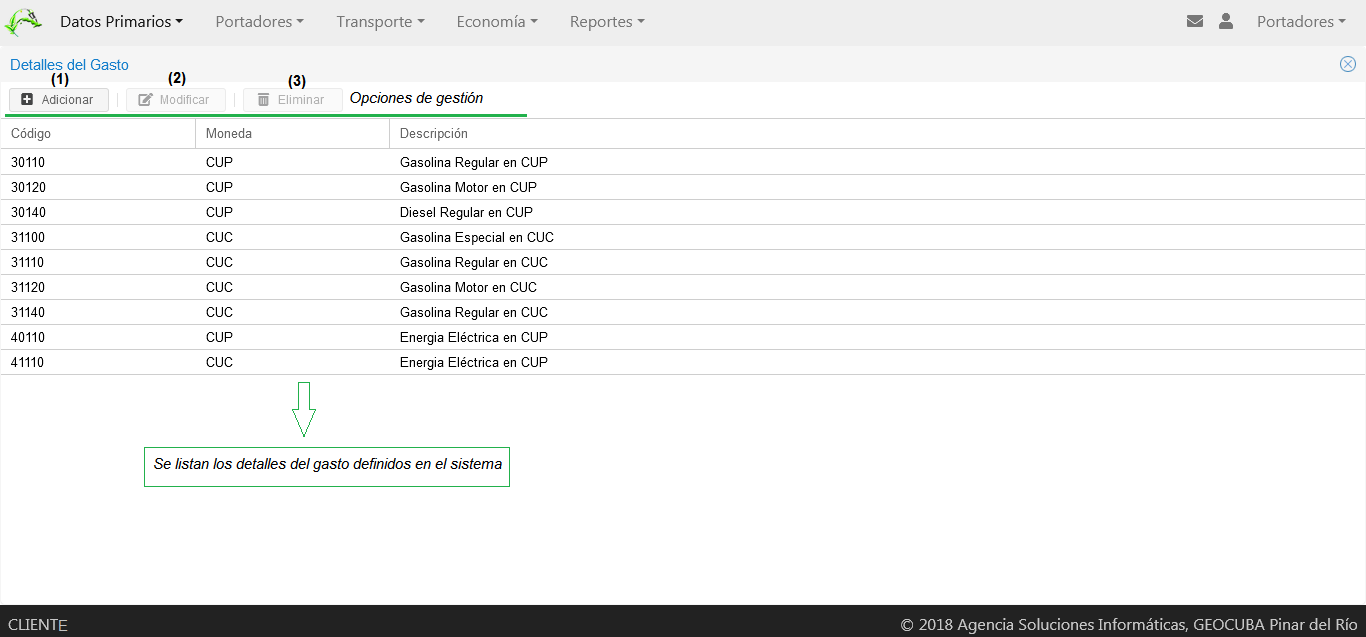 Datos Primarios Portadores Transporte Economía Reportes Portadores
Detalles del Gasto
(1) (2) (3)
Adicionar Modificar Eliminar Opciones de gestión
Código Moneda Descripción
30110 CUP Gasolina Regular en CUP
30120 CUP Gasolina Motor en CUP
30140 CUP Diesel Regular en CUP
31100 CUC Gasolina Especial en CUC
31110 CUC Gasolina Regular en CUC
31120 CUC Gasolina Motor en CUC
31140 CUC Gasolina Regular en CUC
40110 CUP Energia Eléctrica en CUP
41110 CUC Energia Eléctrica en CUP
Se listan los detalles del gasto definidos en el sistema
CLIENTE © 2018 Agencia Soluciones Informáticas, GEOCUBA Pinar del Río